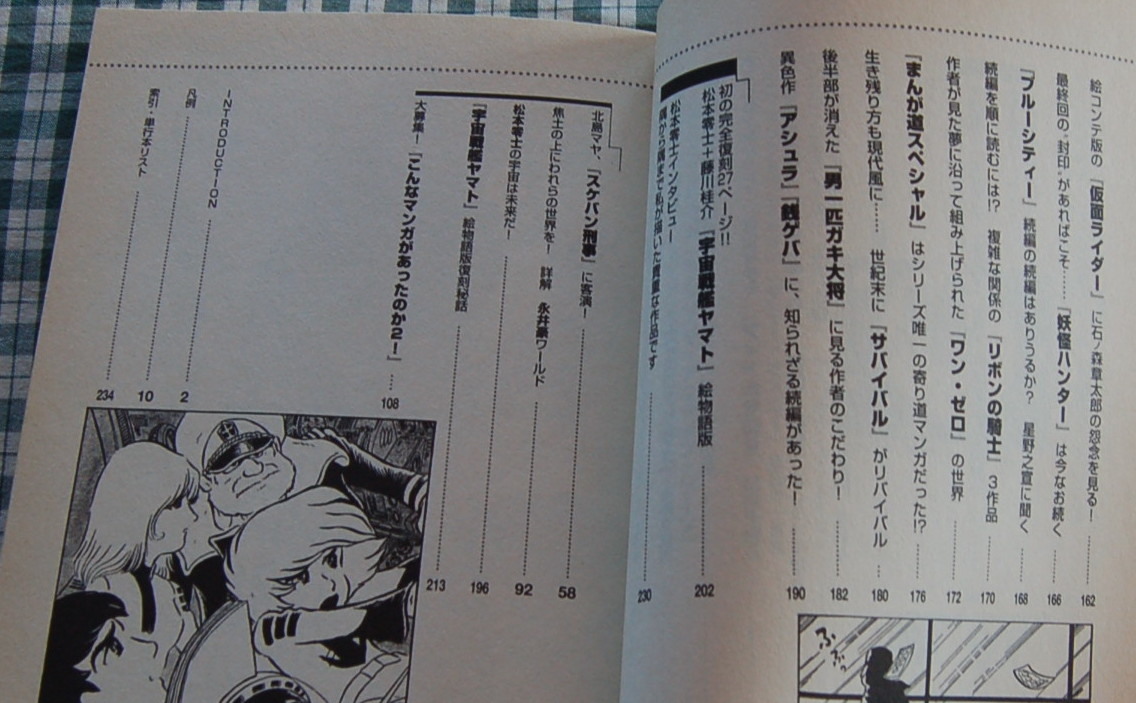 絵コンテ版の『仮面ライダー』に石ノ森章太郎の怨念を見る!……162
最終回の“封印”があればこそ……『妖怪ハンター』は今なお続く……166
『ブルーシティー』続編の続編はありうるか? 星野之宣に聞く……168
続編を順に読むには!? 複雑な関係の『リボンの騎士』3作品……170
作者が見た夢に沿って組み上げられた『ワン・ゼロ』の世界……172
『まんが道スペシャル』はシリーズ唯一の寄り道マンガだった!?……176
生き残り方も現代風に…… 世紀末に『サバイバル』がリバイバル…180
後半部が消えた『男一匹ガキ大将』に見る作者のこだわり!……182
異色作『アシュラ』『銭ゲバ』に、知られざる続編があった!……190
初の完全復刻27ページ!!
松本零士+藤川桂介『宇宙戦艦ヤマト』絵物語版……202
松本零士インタビュー
隅から隅まで私が描いた貴重な作品です……230
北島マヤ、『スケバン刑事』に客演!……58
焦土の上にわれらの世界を! 詳解 永井豪ワールド……92
松本零士の宇宙は未来だ!……196
『宇宙戦艦ヤマト』絵物語版復刻秘話……213
大募集!『こんなマンガがあったのか2!』…108
INTRODUCTION……2
凡例……10
索引・単行本リスト……234
ふ゛
ふ゛